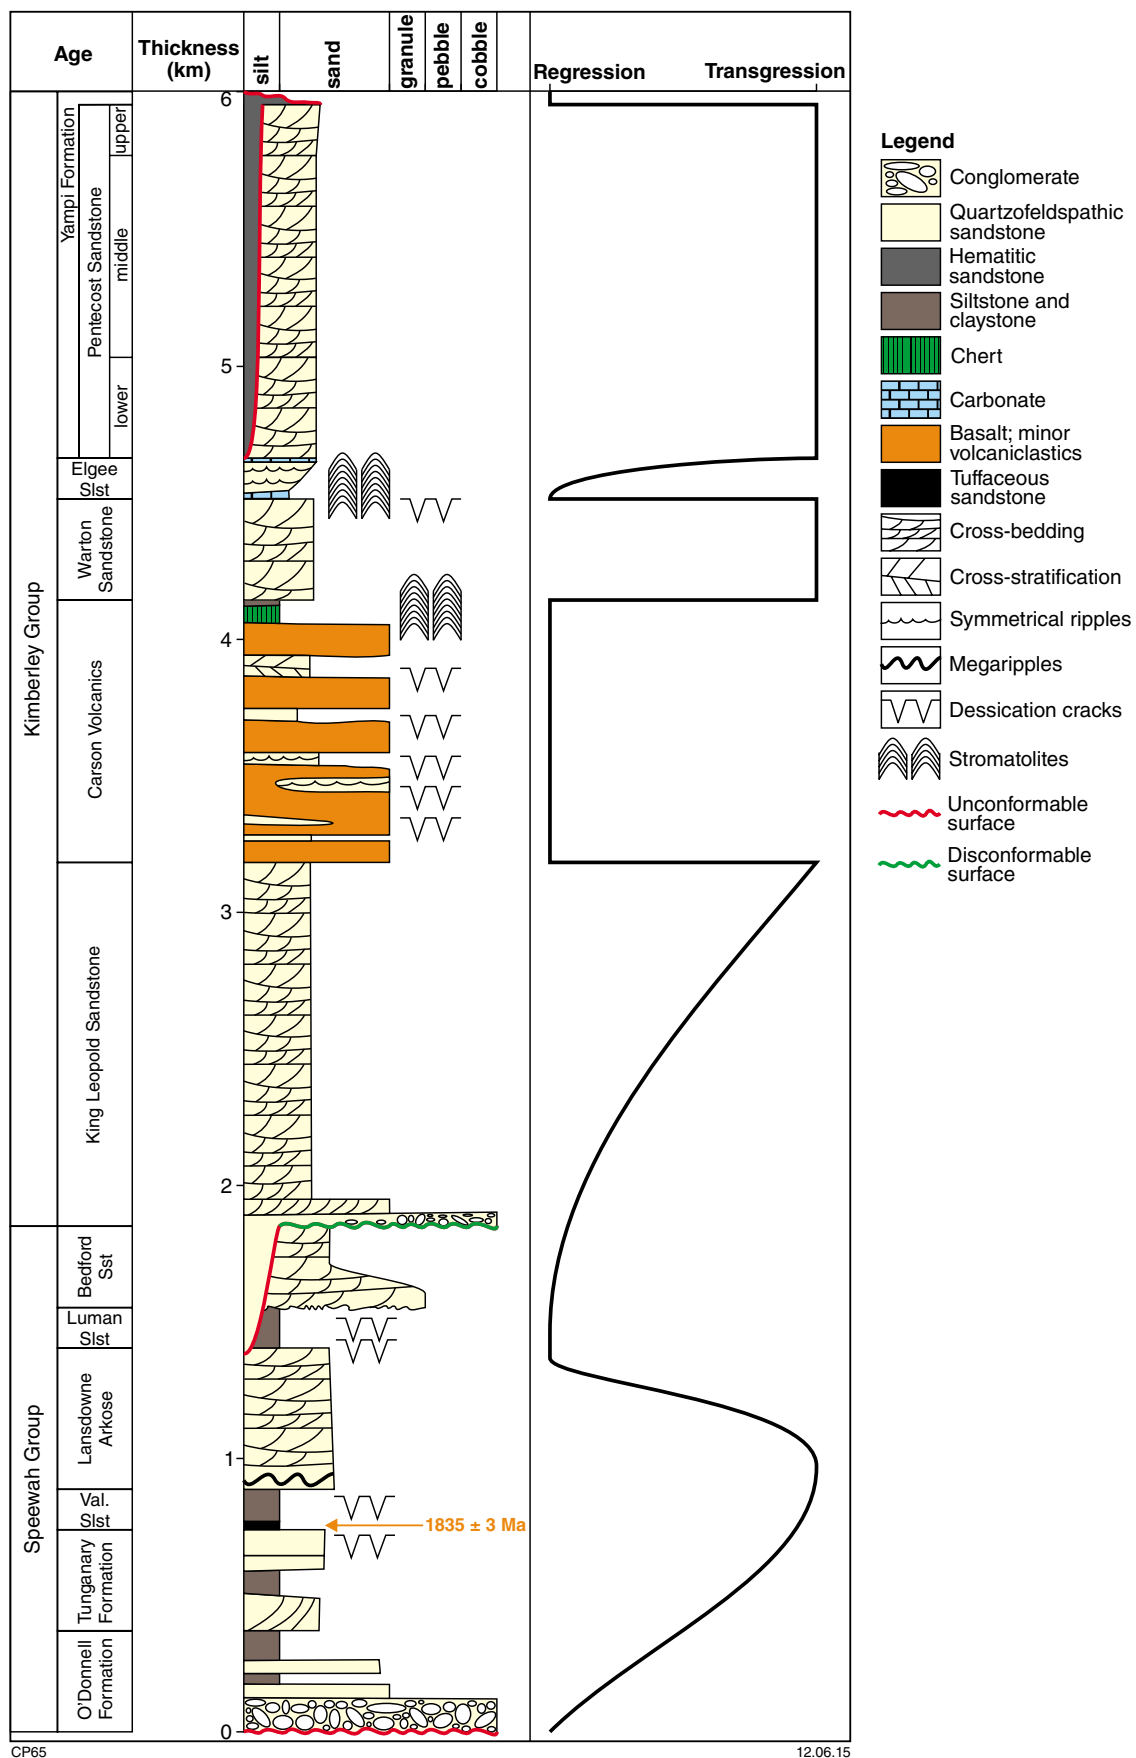 Age
Thickness
(km)
silt
sand
granule
pebble
cobble
Regression
Transgression
6
5
4
3
2
1
0
Kimberley Group
Speewah Group
Yampi Formation
Pentecost Sandstone
upper
middle
lower
Elgee
Slst
Warton
Sandstone
Carson Volcanics
King Leopold Sandstone
Bedford
Sst
Luman
Slst
Lansdowne
Arkose
Val.
Slst
Tunganary
Formation
O'Donnell
Formation
1835 ± 3 Ma
Legend
Conglomerate
Quartzofeldspathic
sandstone
Hematitic
sandstone
Siltstone and
claystone
Chert
Carbonate
Basalt; minor
volcaniclastics
Tuffaceous
sandstone
Cross-bedding
Cross-stratification
Symmetrical ripples
Megaripples
Dessication cracks
Stromatolites
Unconformable
surface
Disconformable
surface
CP65
12.06.15